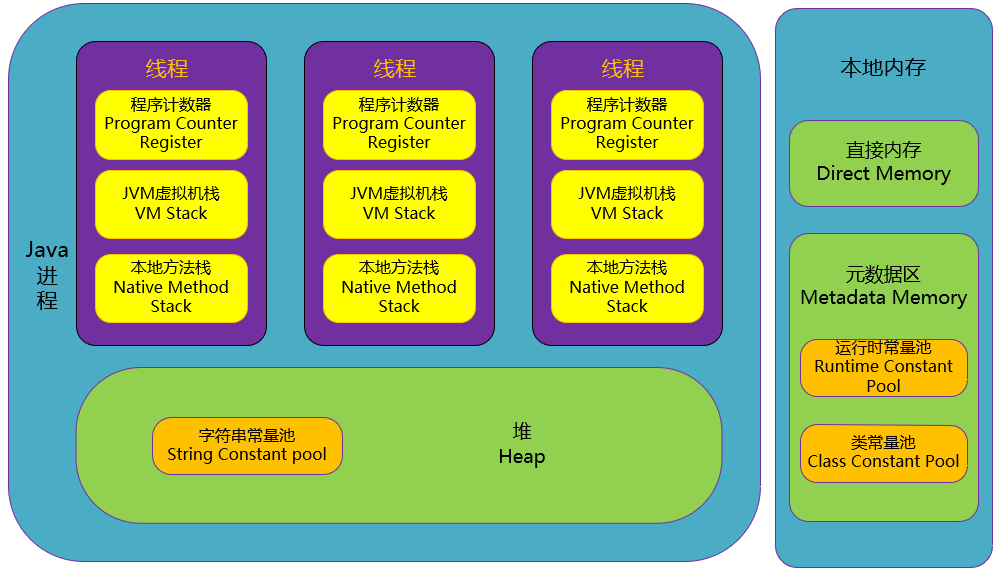 Java
进
程
线程
程序计数器
Program Counter
Register
JVM虚拟机栈
VM Stack
本地方法栈
Native Method
Stack
线程
程序计数器
Program Counter
Register
JVM虚拟机栈
VM Stack
本地方法栈
Native Method
Stack
线程
程序计数器
Program Counter
Register
JVM虚拟机栈
VM Stack
本地方法栈
Native Method
Stack
字符串常量池
String Constant pool
堆
Heap
本地内存
直接内存
Direct Memory
元数据区
Metadata Memory
运行时常量池
Runtime Constant
Pool
类常量池
Class Constant Pool